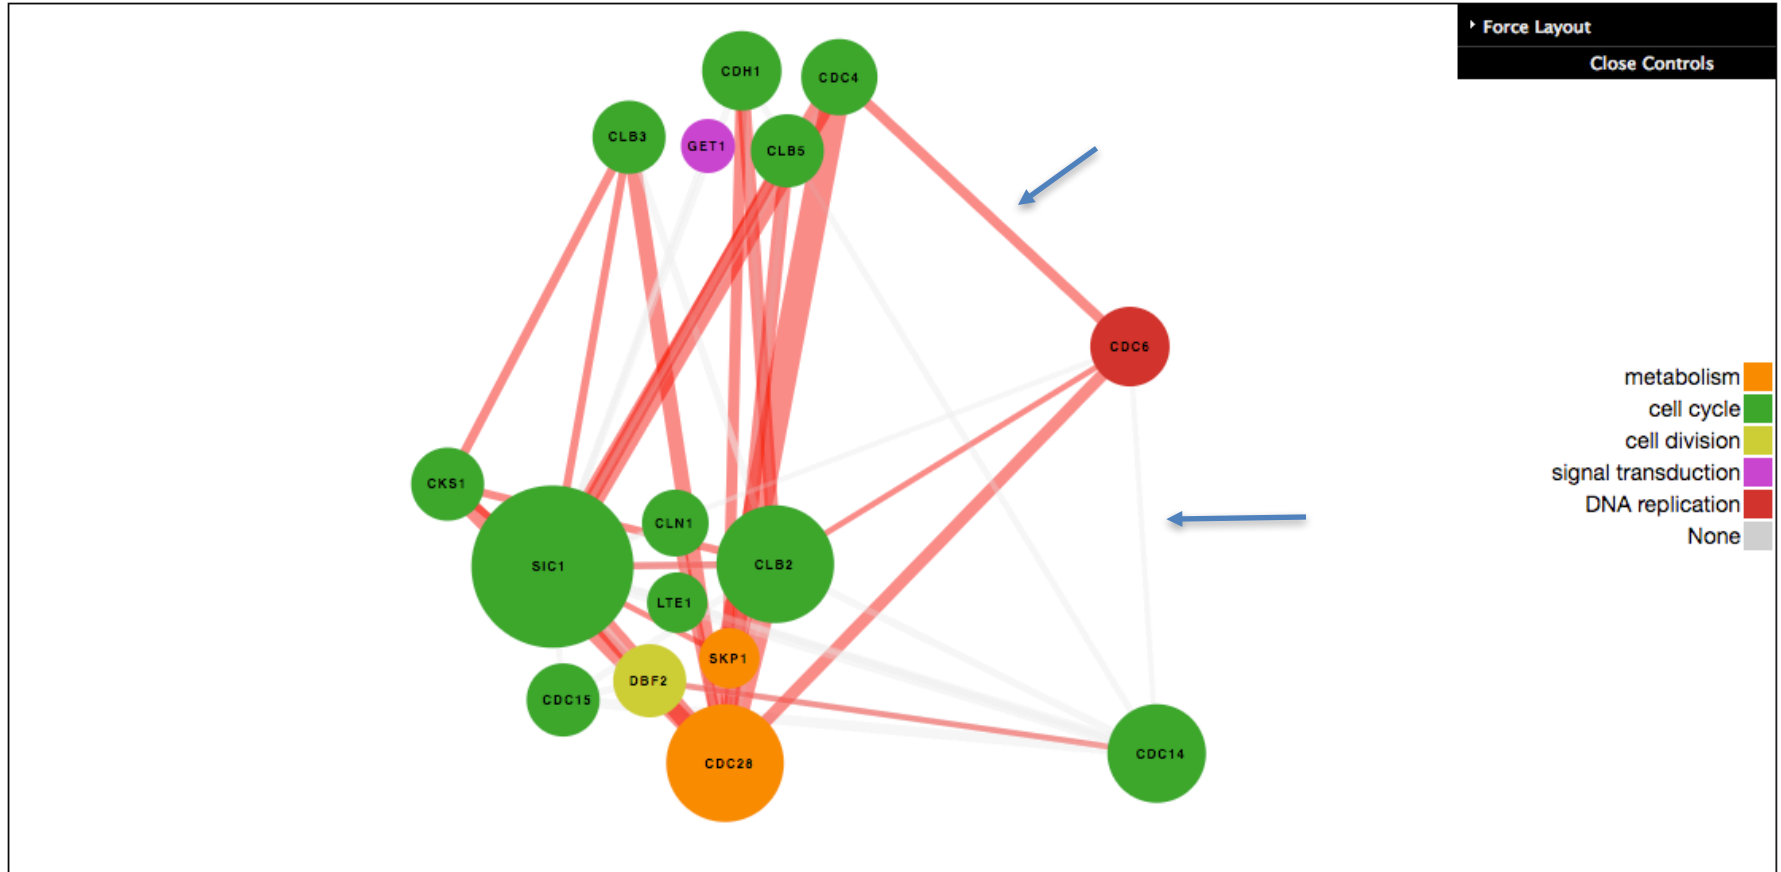 Force Layout
Close Controls
CDH1
CDC4
CLB3
GET1
CLB5
CDC6
metabolism
cell cycle
cell division
signal transduction
DNA replication
None
CKS1
CLN1
SIC1
CLB2
LTE1
SKP1
DBF2
CDC15
CDC28
CDC14